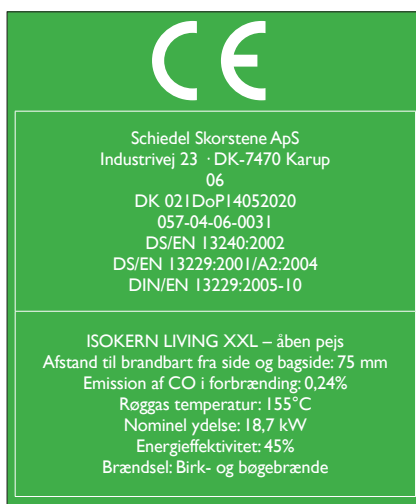 CE
Schiedel Skorstene ApS
Industrivej 23 · DK-7470 Karup
06
DK 021DoP14052020
057-04-06-0031
DS/EN 13240:2002
DS/EN 13229:2001/A2:2004
DIN/EN 13229:2005-10
ISOKERN LIVING XXL – åben pejs
Afstand til brandbart fra side og bagside: 75 mm
Emission af CO i forbrænding: 0,24%
Røggas temperatur: 155°C
Nominel ydelse: 18,7 kW
Energieffektivitet: 45%
Brændsel: Birk- og bøgebrænde